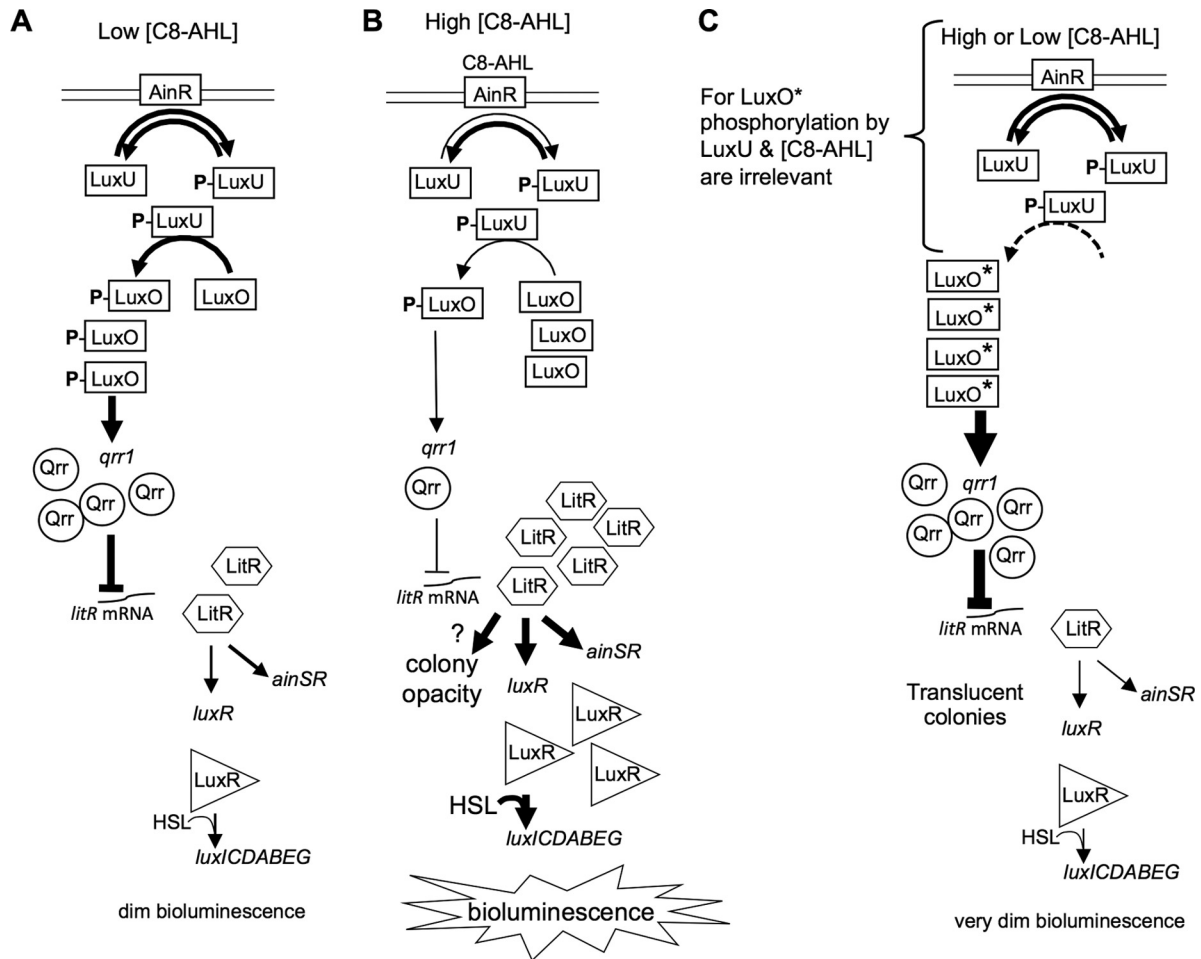 A
Low [C8-AHL]
AinR
LuxU
P-LuxU
P-LuxU
P-LuxO
LuxO
P-LuxO
P-LuxO
qrr1
Qrr
Qrr
Qrr
Qrr
litR mRNA
LitR
LitR
ainSR
luxR
LuxR
HSL
luxICDABEG
dim bioluminescence
B
High [C8-AHL]
C8-AHL
AinR
LuxU
P-LuxU
P-LuxU
P-LuxO
LuxO
LuxO
LuxO
qrr1
Qrr
litR mRNA
LitR
LitR
LitR
LitR
LitR
?
colony
opacity
luxR
ainSR
LuxR
LuxR
LuxR
HSL
luxICDABEG
bioluminescence
C
High or Low [C8-AHL]
For LuxO*
phosphorylation by
LuxU & [C8-AHL]
are irrelevant
AinR
LuxU
P-LuxU
P-LuxU
LuxO*
LuxO*
LuxO*
LuxO*
qrr1
Qrr
Qrr
Qrr
Qrr
Qrr
litR mRNA
LitR
Translucent
colonies
ainSR
luxR
LuxR
HSL
luxICDABEG
very dim bioluminescence